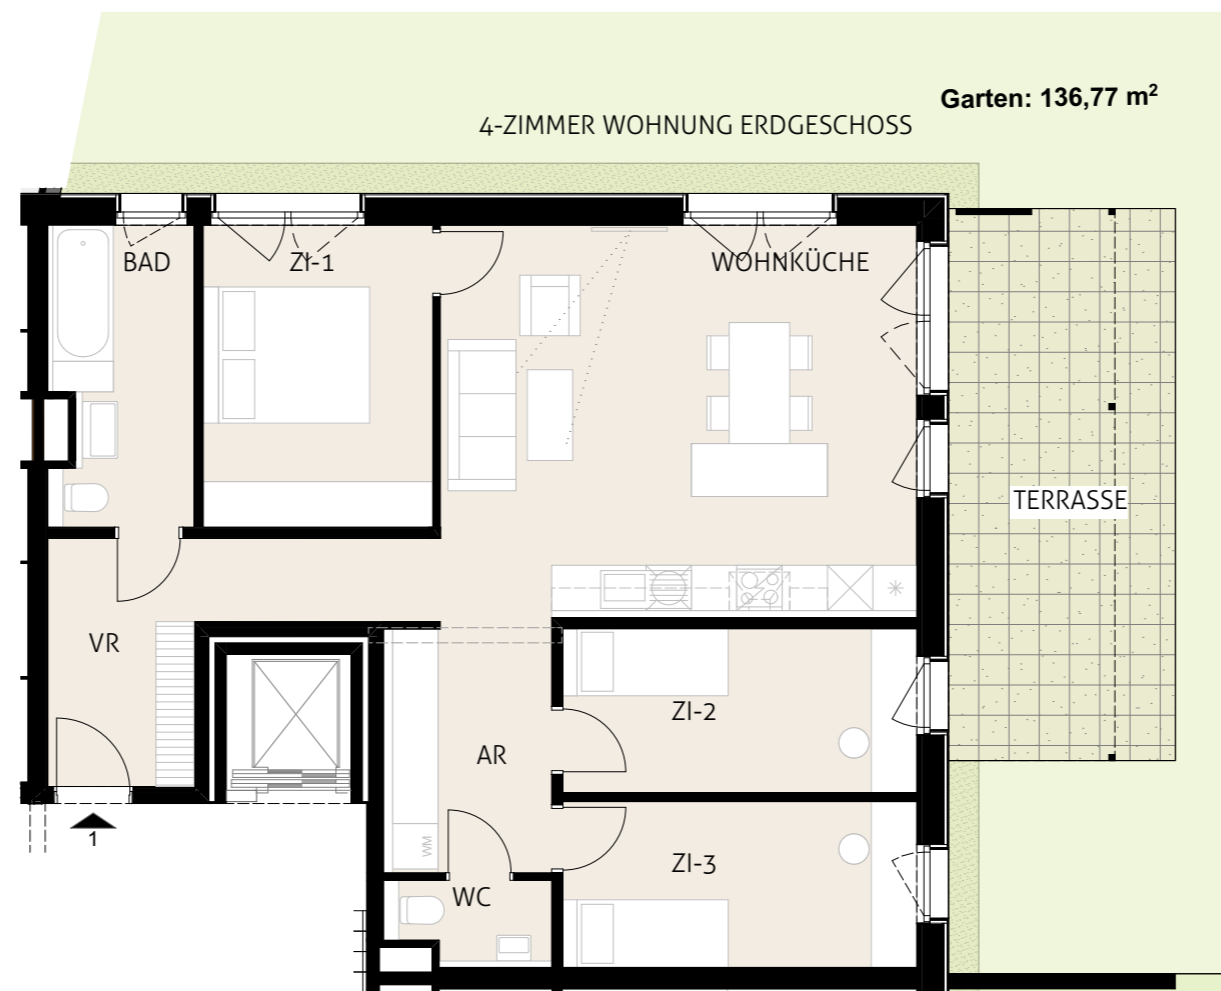 Garten: 136,77 m²
4-ZIMMER WOHNUNG ERDGESCHOSS
BAD
ZI-1
WOHNKÜCHE
TERRASSE
VR
ZI-2
AR
1
WM
ZI-3
WC